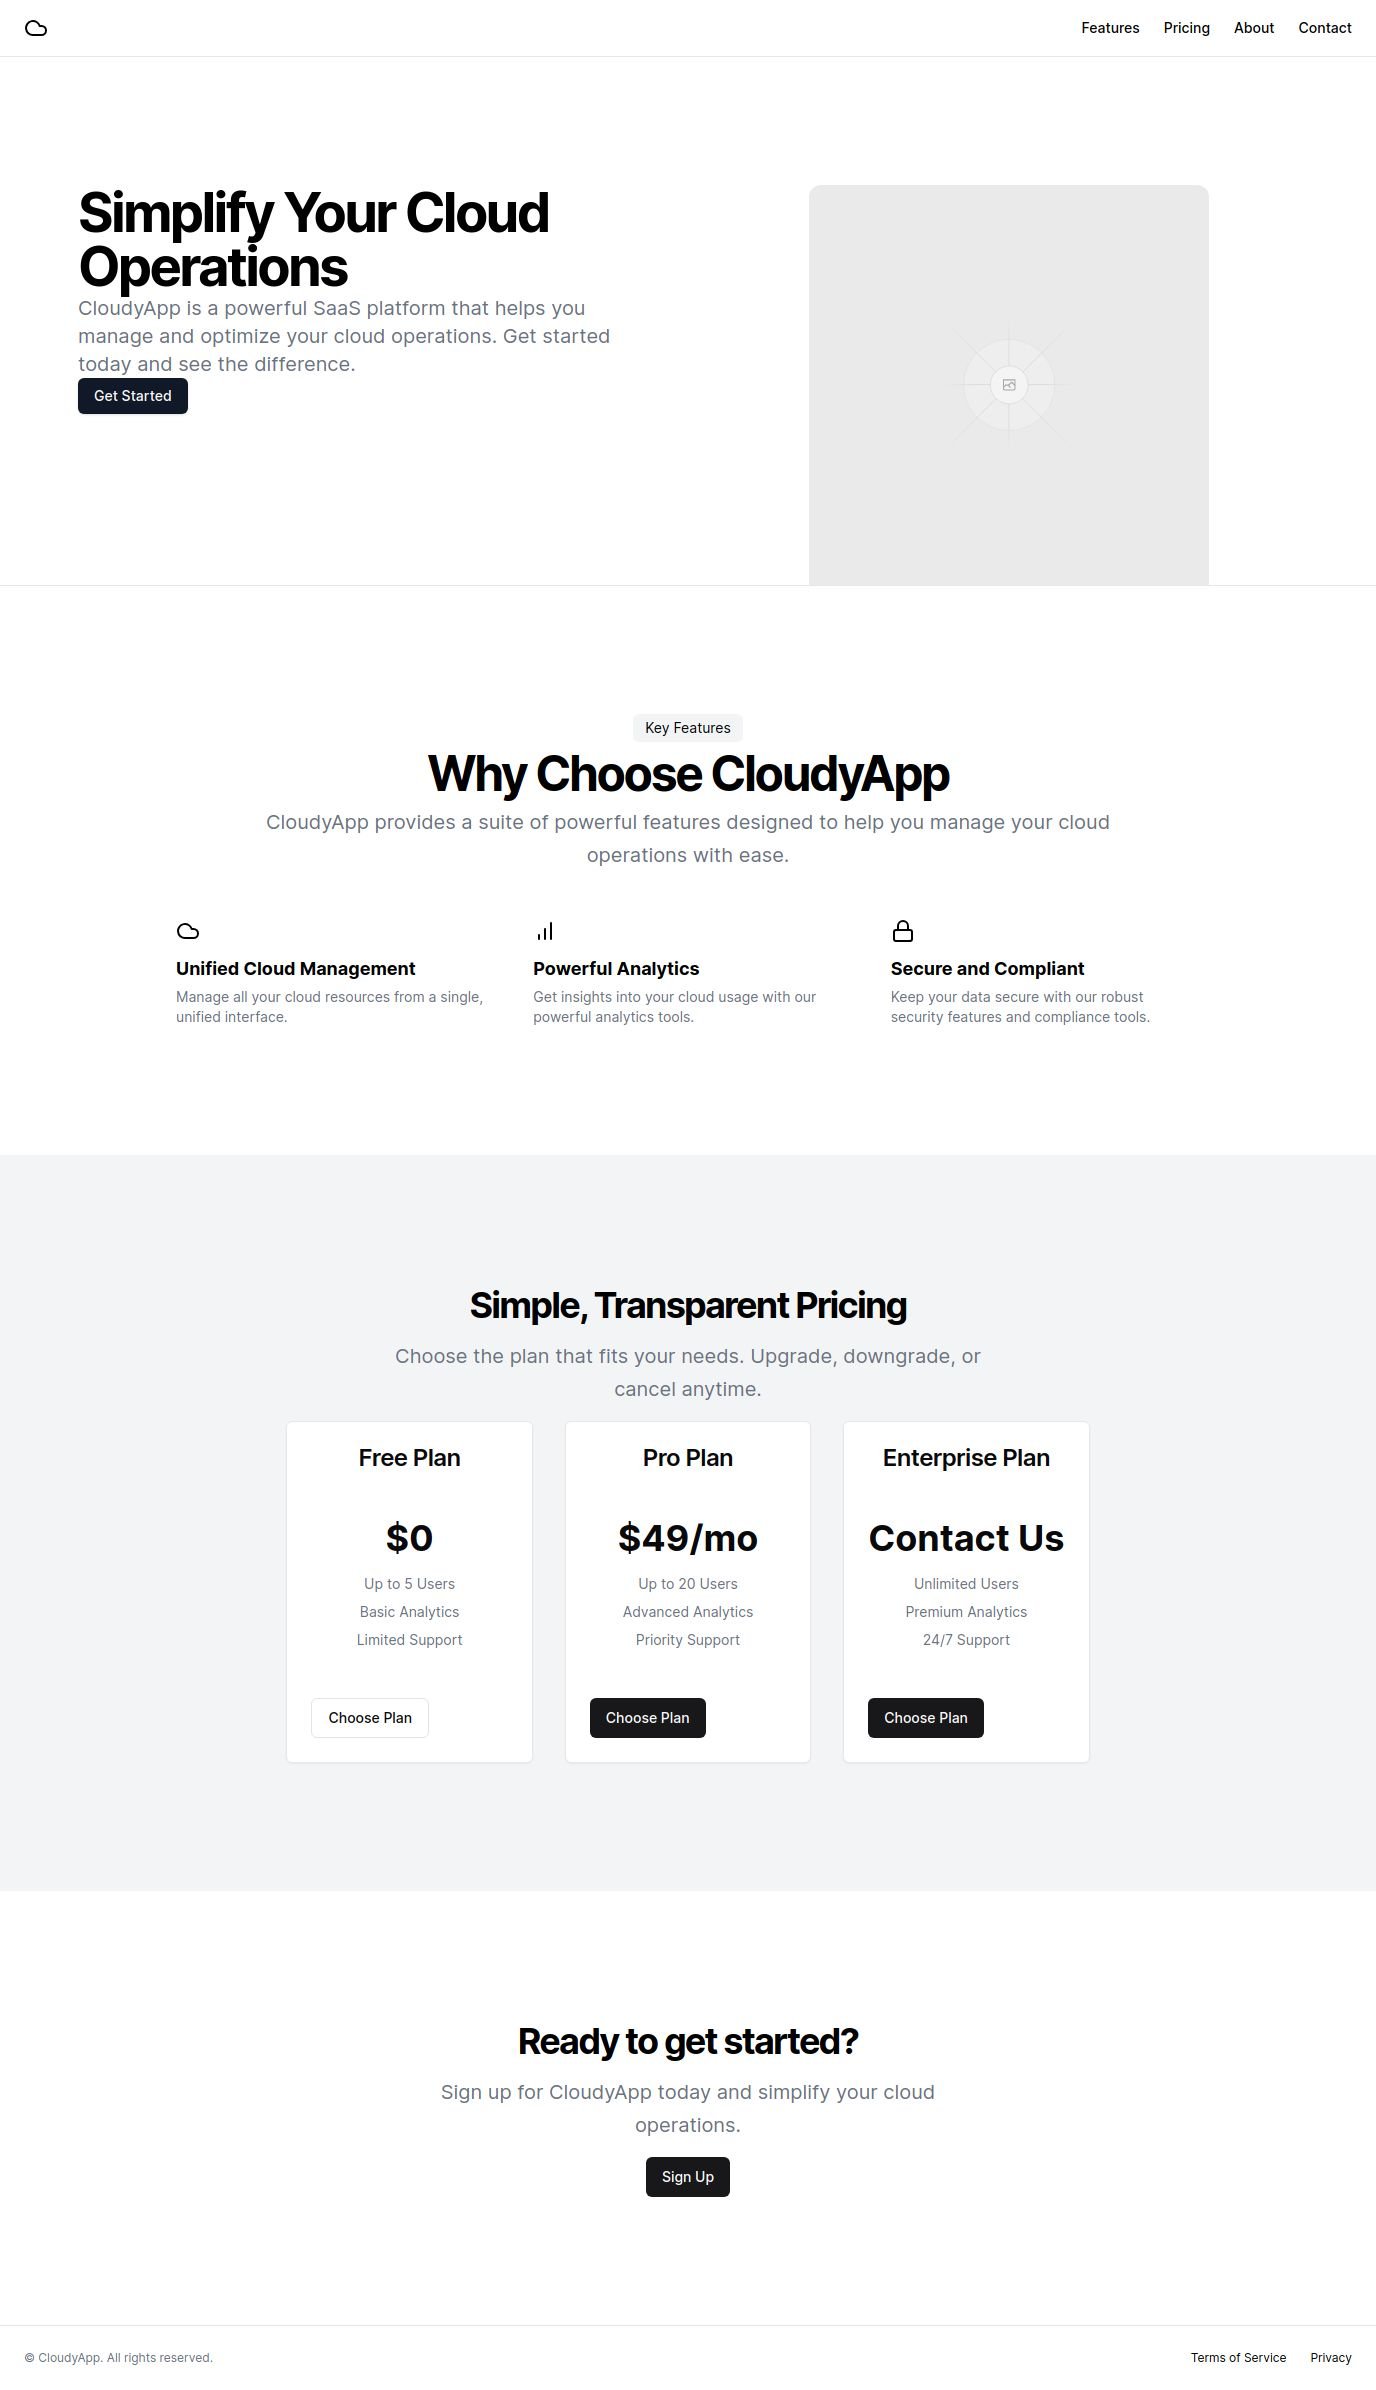 Features Pricing About Contact
Simplify Your Cloud
Operations
CloudyApp is a powerful SaaS platform that helps you
manage and optimize your cloud operations. Get started
today and see the difference.
Get Started
Key Features
Why Choose CloudyApp
CloudyApp provides a suite of powerful features designed to help you manage your cloud
operations with ease.
Unified Cloud Management
Manage all your cloud resources from a single,
unified interface.
Powerful Analytics
Get insights into your cloud usage with our
powerful analytics tools.
Secure and Compliant
Keep your data secure with our robust
security features and compliance tools.
Simple, Transparent Pricing
Choose the plan that fits your needs. Upgrade, downgrade, or
cancel anytime.
Free Plan
$0
Up to 5 Users
Basic Analytics
Limited Support
Choose Plan
Pro Plan
$49/mo
Up to 20 Users
Advanced Analytics
Priority Support
Choose Plan
Enterprise Plan
Contact Us
Unlimited Users
Premium Analytics
24/7 Support
Choose Plan
Ready to get started?
Sign up for CloudyApp today and simplify your cloud
operations.
Sign Up
© CloudyApp. All rights reserved.
Terms of Service Privacy